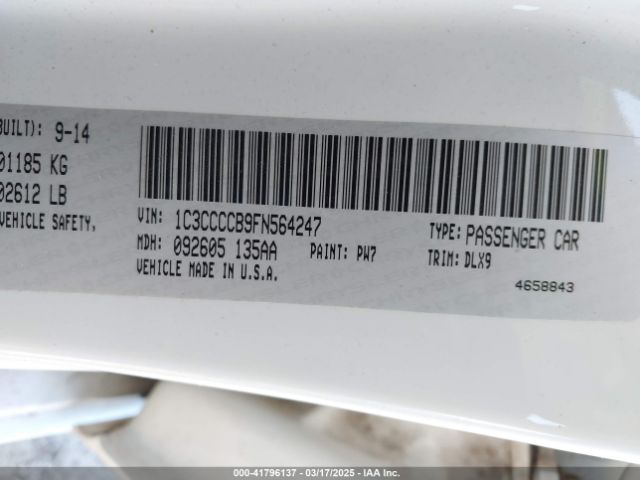 BUILT): 9-14
01185 KG
02612 LB
VEHICLE SAFETY,
VIN: 1C3CCCCB9FN564247
TYPE: PASSENGER CAR
MDH: 092605 135AA
PAINT: PW7
TRIM: DLX9
VEHICLE MADE IN U.S.A.
4658843
000-41796137 - 03/17/2025 - IAA Inc.